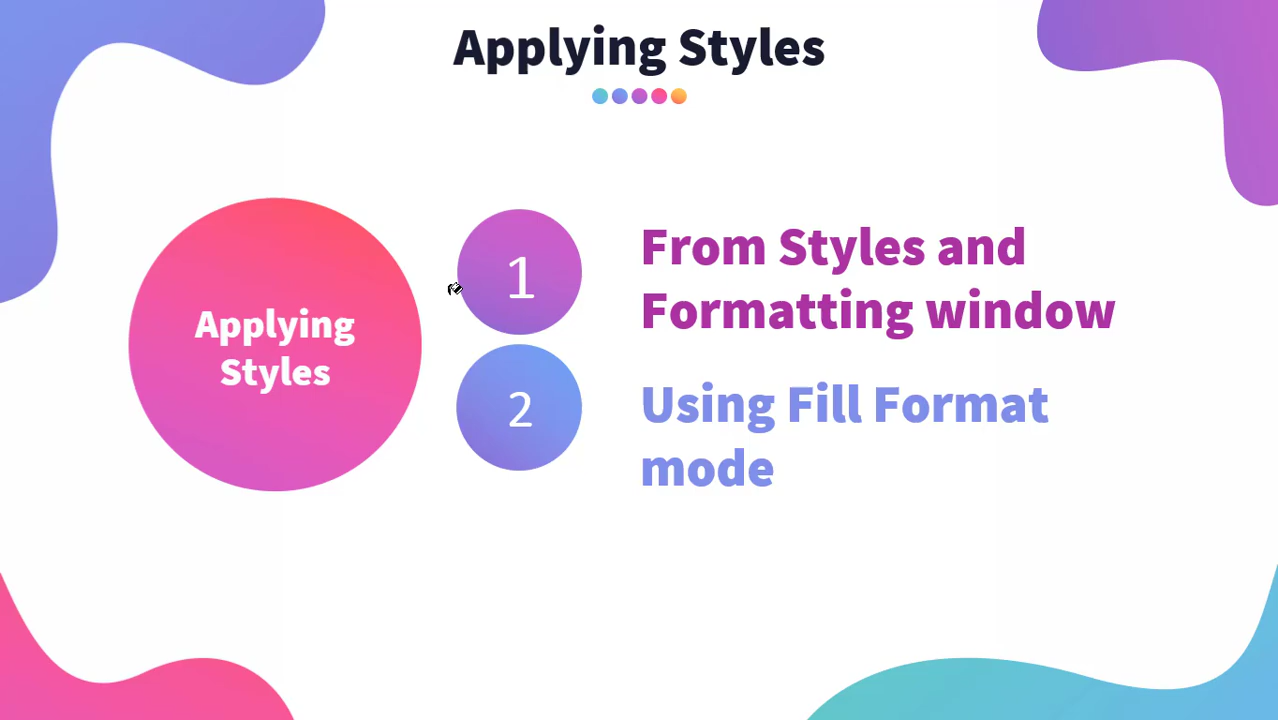 Applying Styles
Applying
Styles
1
From Styles and
Formatting window
2
Using Fill Format
mode